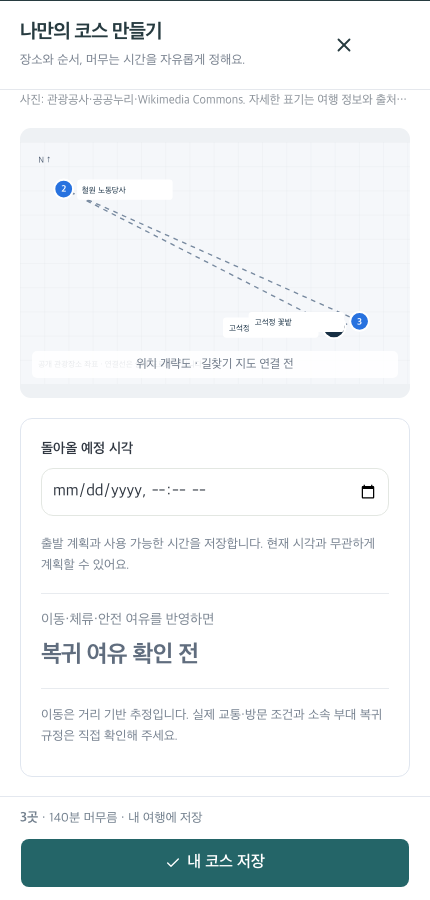 나만의 코스 만들기
장소와 순서, 머무는 시간을 자유롭게 정해요.
사진: 관광공사·공공누리·Wikimedia Commons. 자세한 표기는 여행 정보와 출처…
N ↑
2 철원 노동당사
고석정 꽃밭 3
고석정
위치 개략도 · 길찾기 지도 연결 전
돌아올 예정 시각
mm/dd/yyyy, --:-- --
출발 계획과 사용 가능한 시간을 저장합니다. 현재 시각과 무관하게
계획할 수 있어요.
이동·체류·안전 여유를 반영하면
복귀 여유 확인 전
이동은 거리 기반 추정입니다. 실제 교통·방문 조건과 소속 부대 복귀
규정은 직접 확인해 주세요.
3곳 · 140분 머무름 · 내 여행에 저장
내 코스 저장